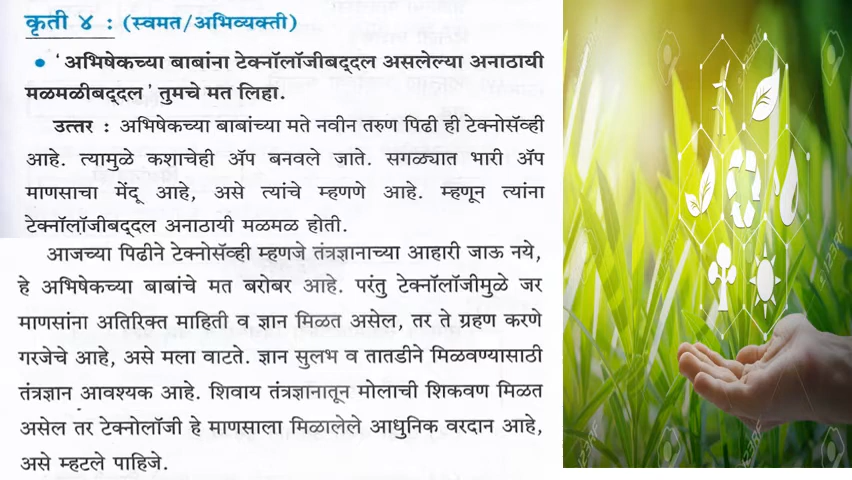 कृती ४ : (स्वमत/अभिव्यक्ती)
• 'अभिषेकच्या बाबांना टेक्नॉलॉजीबद्दल असलेल्या अनाठायी
मळमळीबद्दल' तुमचे मत लिहा.
उत्तर : अभिषेकच्या बाबांच्या मते नवीन तरुण पिढी ही टेक्नोसॅव्ही
आहे. त्यामुळे कशाचेही ॲप बनवले जाते. सगळ्यात भारी ॲप
माणसाचा मेंदू आहे, असे त्यांचे म्हणणे आहे. म्हणून त्यांना
टेक्नॉलॉजीबद्दल अनाठायी मळमळ होती.
आजच्या पिढीने टेक्नोसॅव्ही म्हणजे तंत्रज्ञानाच्या आहारी जाऊ नये,
हे अभिषेकच्या बाबांचे मत बरोबर आहे. परंतु टेक्नॉलॉजीमुळे जर
माणसांना अतिरिक्त माहिती व ज्ञान मिळत असेल, तर ते ग्रहण करणे
गरजेचे आहे, असे मला वाटते. ज्ञान सुलभ व तातडीने मिळवण्यासाठी
तंत्रज्ञान आवश्यक आहे. शिवाय तंत्रज्ञानातून मोलाची शिकवण मिळत
असेल तर टेक्नोलॉजी हे माणसाला मिळालेले आधुनिक वरदान आहे,
असे म्हटले पाहिजे.
123RF
123RF
123RF
123RF